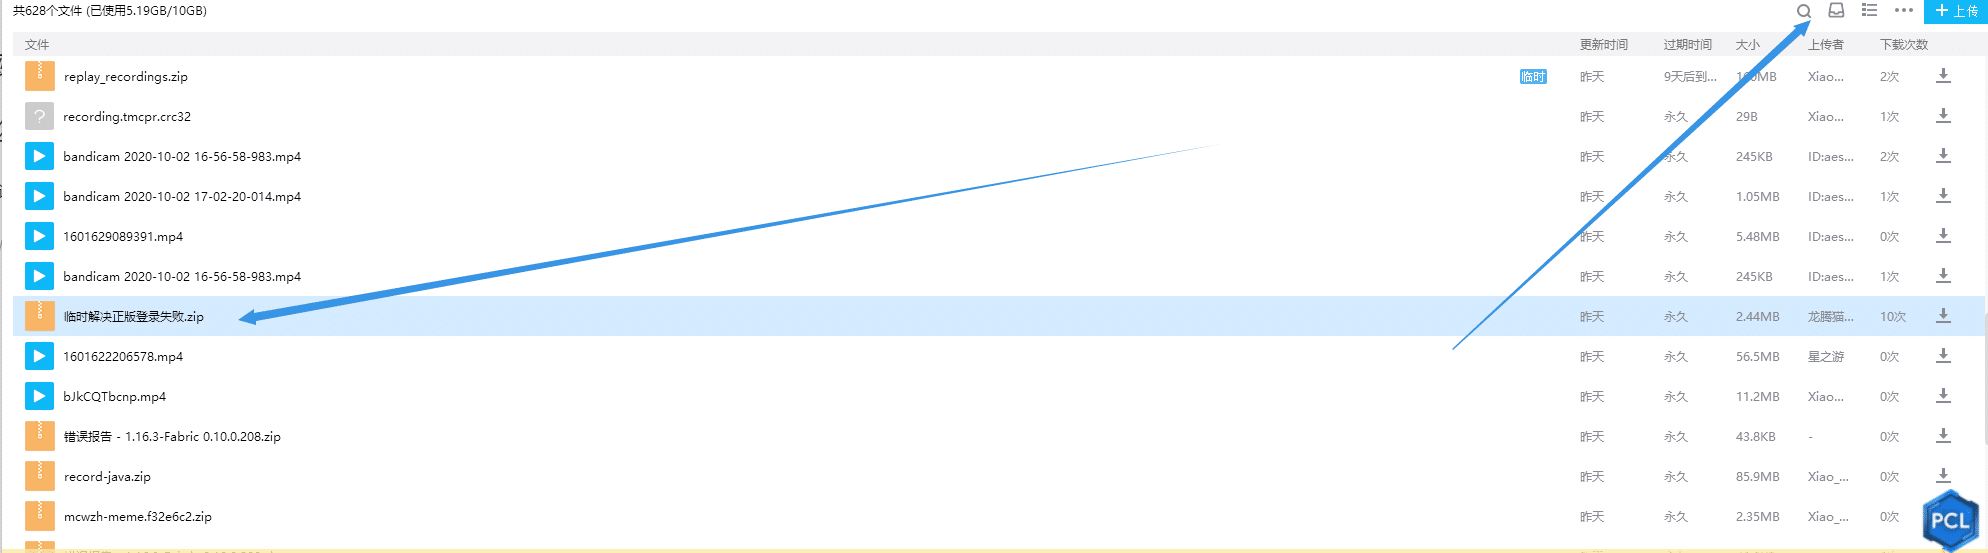 共628个文件 (已使用5.19GB/10GB) 上传
文件 更新时间 过期时间 大小 上传者 下载次数
replay_recordings.zip 临时 昨天 9天后到... Xiao... 2次
recording.tmcpr.crc32 昨天 永久 29B Xiao... 1次
bandicam 2020-10-02 16-56-58-983.mp4 昨天 永久 245KB ID:aes... 2次
bandicam 2020-10-02 17-02-20-014.mp4 昨天 永久 1.05MB ID:aes... 1次
1601629089391.mp4 昨天 永久 5.48MB ID:aes... 0次
bandicam 2020-10-02 16-56-58-983.mp4 昨天 永久 245KB ID:aes... 1次
临时解决正版登录失败.zip 昨天 永久 2.44MB 龙腾猫... 10次
1601622206578.mp4 昨天 永久 56.5MB 星之游 0次
bJkCQTbcnp.mp4 昨天 永久 11.2MB Xiao... 0次
错误报告 - 1.16.3-Fabric 0.10.0.208.zip 昨天 永久 43.8KB - 0次
record-java.zip 昨天 永久 85.9MB Xiao_... 0次
mcwzh-meme.f32e6c2.zip 昨天 永久 2.35MB Xiao_... 0次
PCL